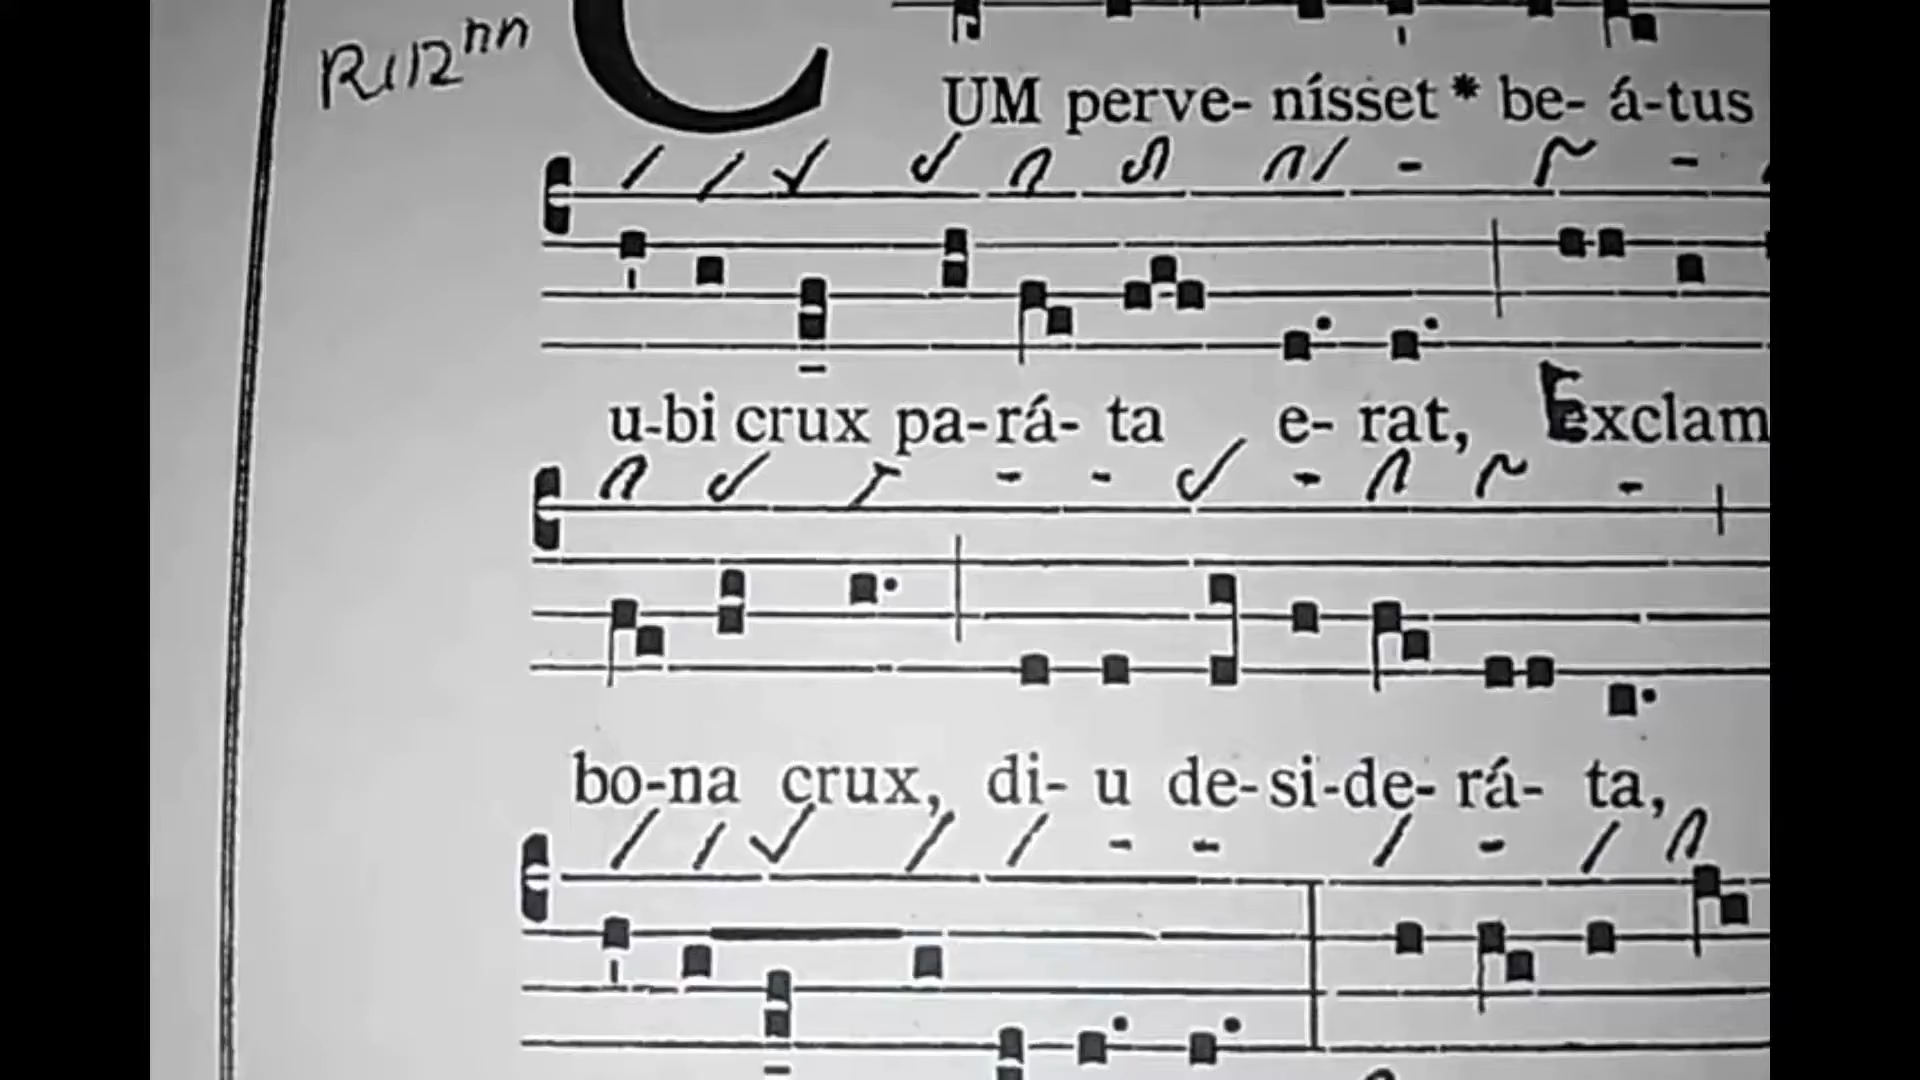 C
UM perve- nísset * be- á-tus
u-bi crux pa-rá- ta e- rat, Exclam
bo-na crux, di- u de-si-de- rá- ta,